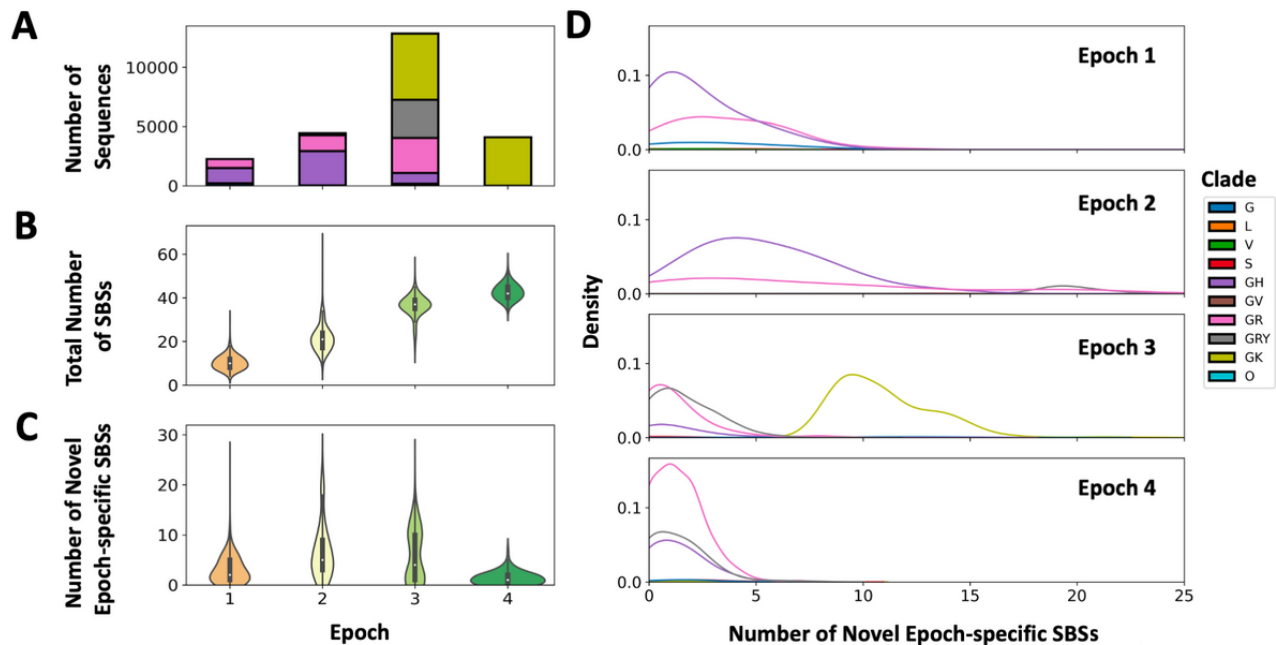 A
Number of
Sequences
10000
5000
0
B
Total Number
of SBSs
60
40
20
0
C
Number of Novel
Epoch-specific SBSs
30
20
10
0
1 2 3 4
Epoch
D
Density
Epoch 1
0.1
0.0
Epoch 2
0.1
0.0
Epoch 3
0.1
0.0
Epoch 4
0.1
0.0
0 5 10 15 20 25
Number of Novel Epoch-specific SBSs
Clade
G
L
V
S
GH
GV
GR
GRY
GK
O